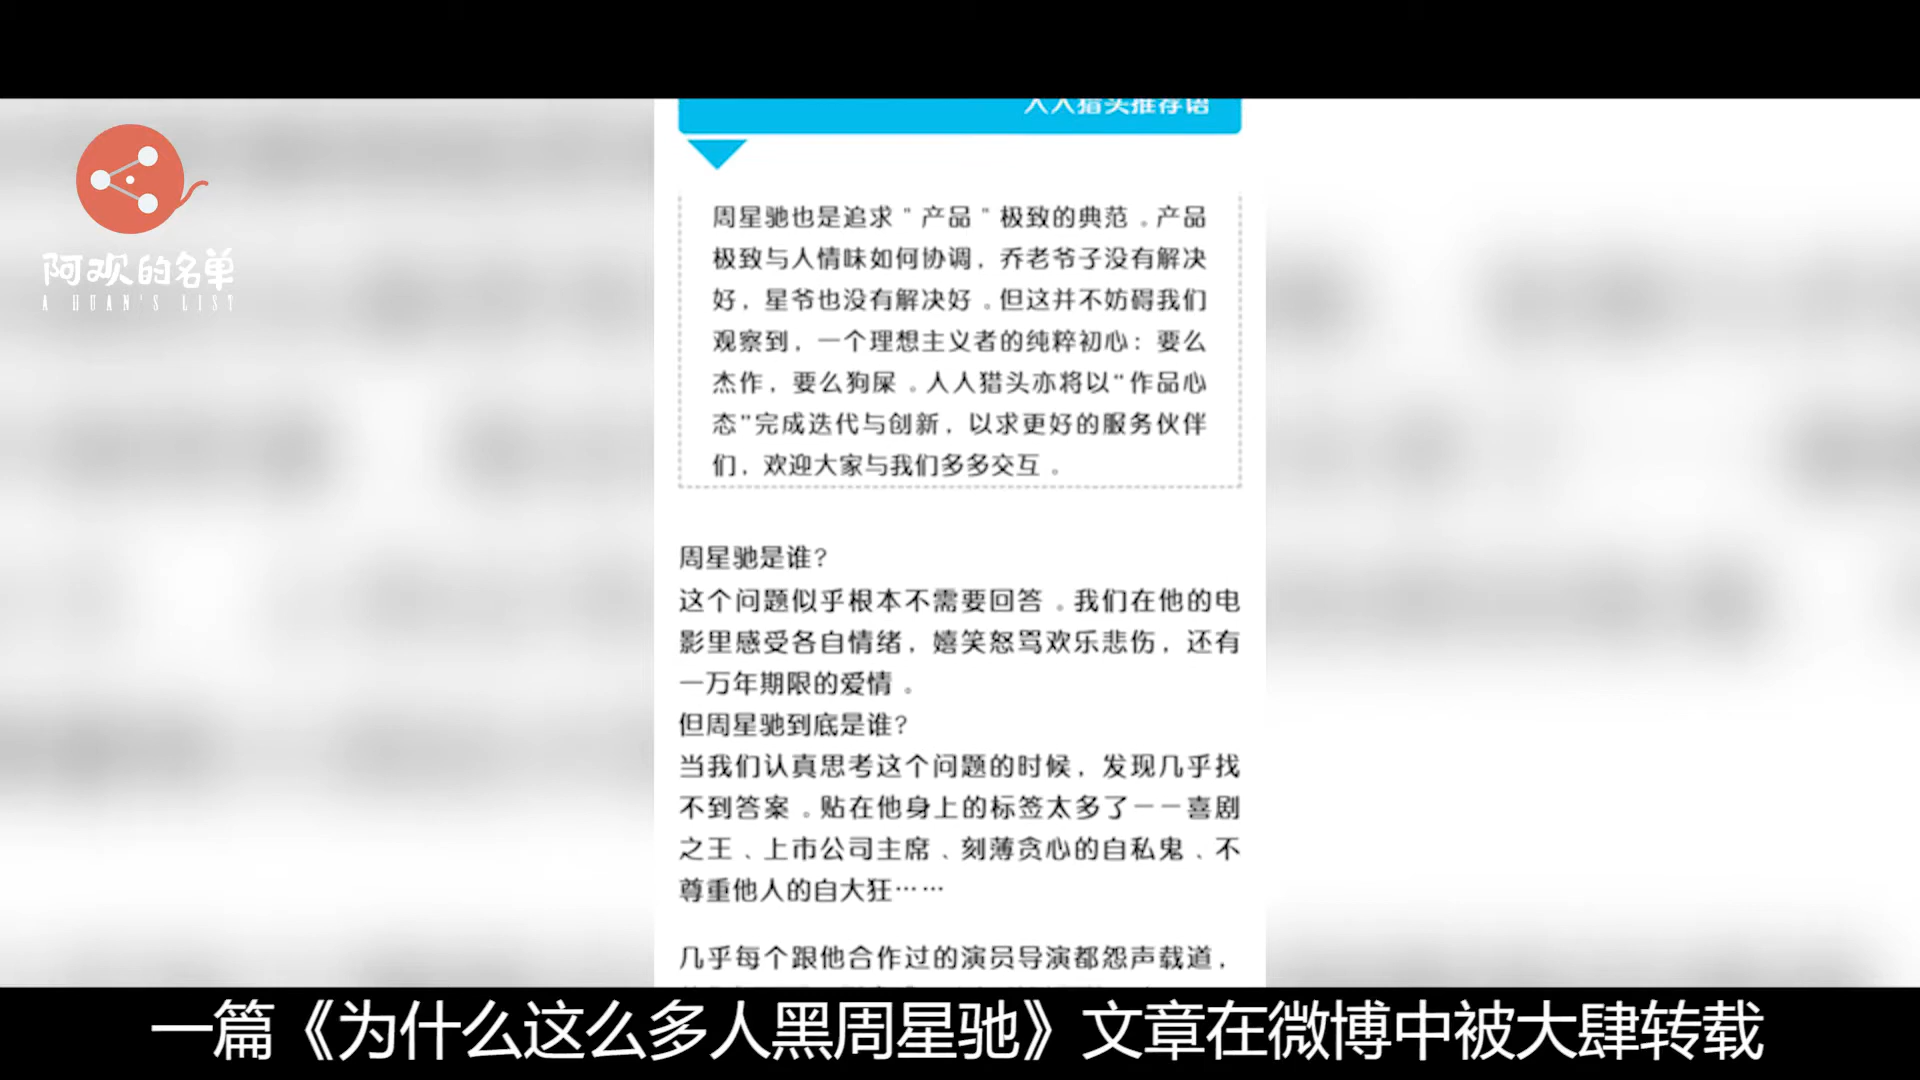 人人猎头推荐语
阿欢的名单
A HUAN'S LIST
周星驰也是追求"产品"极致的典范。产品
极致与人情味如何协调，乔老爷子没有解决
好，星爷也没有解决好。但这并不妨碍我们
观察到，一个理想主义者的纯粹初心：要么
杰作，要么狗屎。人人猎头亦将以"作品心
态"完成迭代与创新，以求更好的服务伙伴
们，欢迎大家与我们多多交互。
周星驰是谁？
这个问题似乎根本不需要回答。我们在他的电
影里感受各自情绪，嬉笑怒骂欢乐悲伤，还有
一万年期限的爱情。
但周星驰到底是谁？
当我们认真思考这个问题的时候，发现几乎找
不到答案。贴在他身上的标签太多了——喜剧
之王、上市公司主席、刻薄贪心的自私鬼、不
尊重他人的自大狂……
几乎每个跟他合作过的演员导演都怨声载道，
一篇《为什么这么多人黑周星驰》文章在微博中被大肆转载